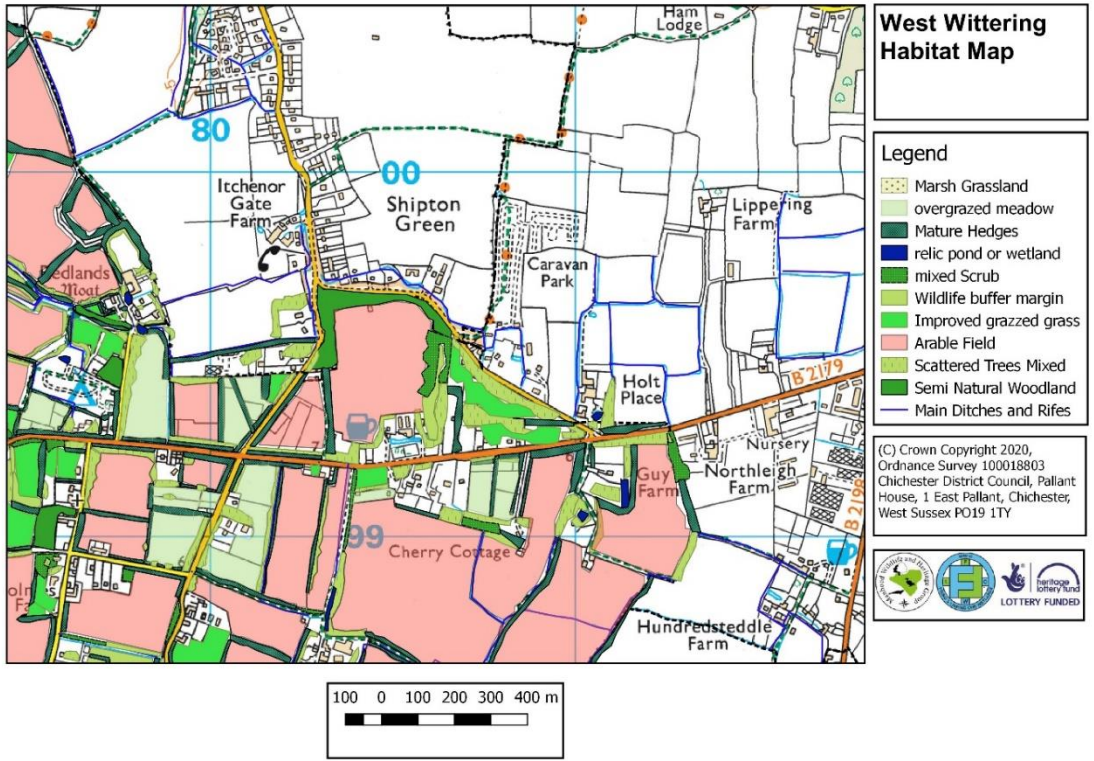 West Wittering
Habitat Map
Ham
Lodge
5
80
00
Itchenor
Gate
Farm
Shipton
Green
Lippering
Farm
Redlands
Moat
Caravan
Park
B 2179
Holt
Place
Nursery
Guy
Farm
Northleigh
Farm
B 2198
99
Cherry Cottage
Hundredsteddle
Farm
Legend
Marsh Grassland
overgrazed meadow
Mature Hedges
relic pond or wetland
mixed Scrub
Wildlife buffer margin
Improved grazzed grass
Arable Field
Scattered Trees Mixed
Semi Natural Woodland
Main Ditches and Rifes
(C) Crown Copyright 2020,
Ordnance Survey 100018803
Chichester District Council, Pallant
House, 1 East Pallant, Chichester,
West Sussex PO19 1TY
heritage
lottery fund
LOTTERY FUNDED
100 0 100 200 300 400 m